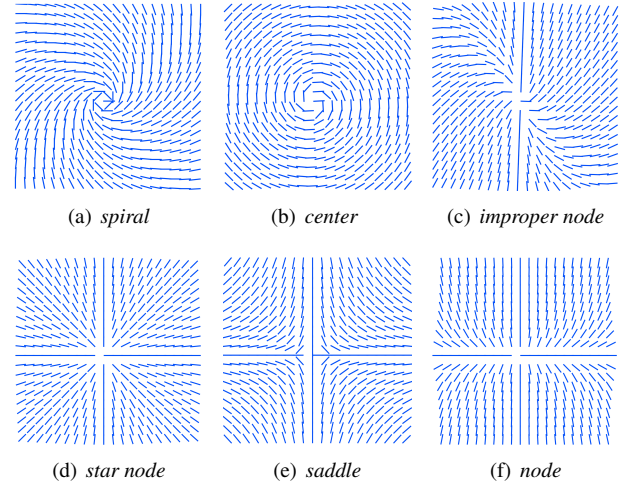 (a) spiral
(b) center
(c) improper node
(d) star node
(e) saddle
(f) node